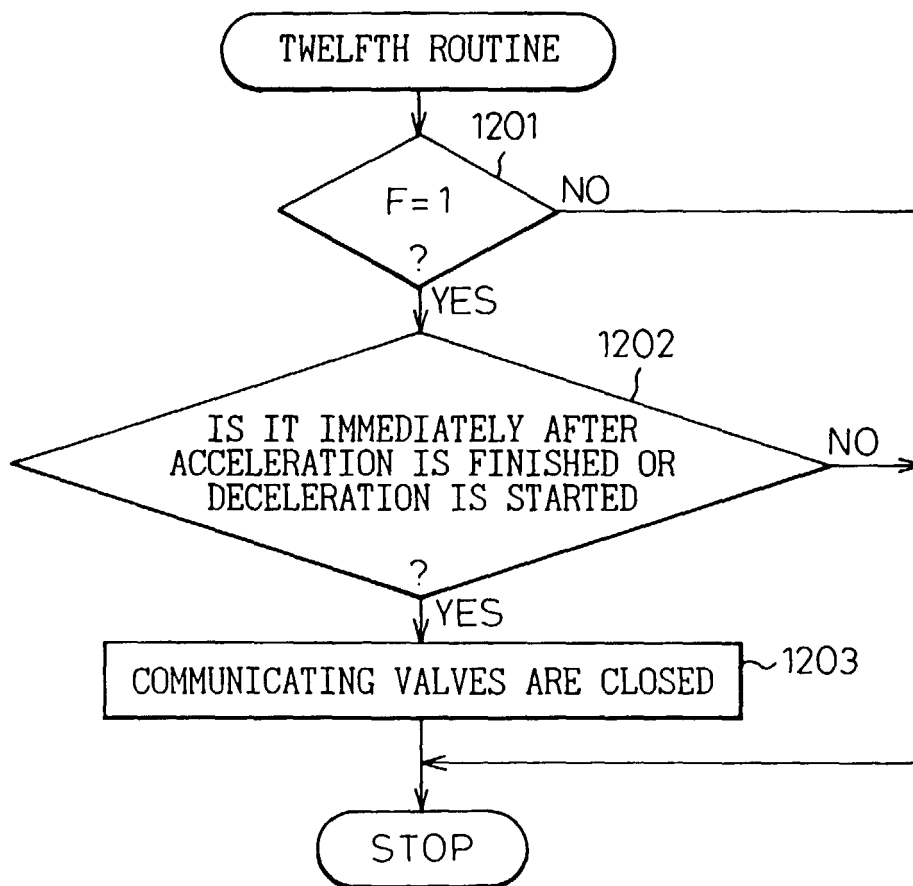 TWELFTH ROUTINE
1201
F=1
?
NO
YES
1202
IS IT IMMEDIATELY AFTER
ACCELERATION IS FINISHED OR
DECELERATION IS STARTED
?
NO
YES
COMMUNICATING VALVES ARE CLOSED
1203
STOP